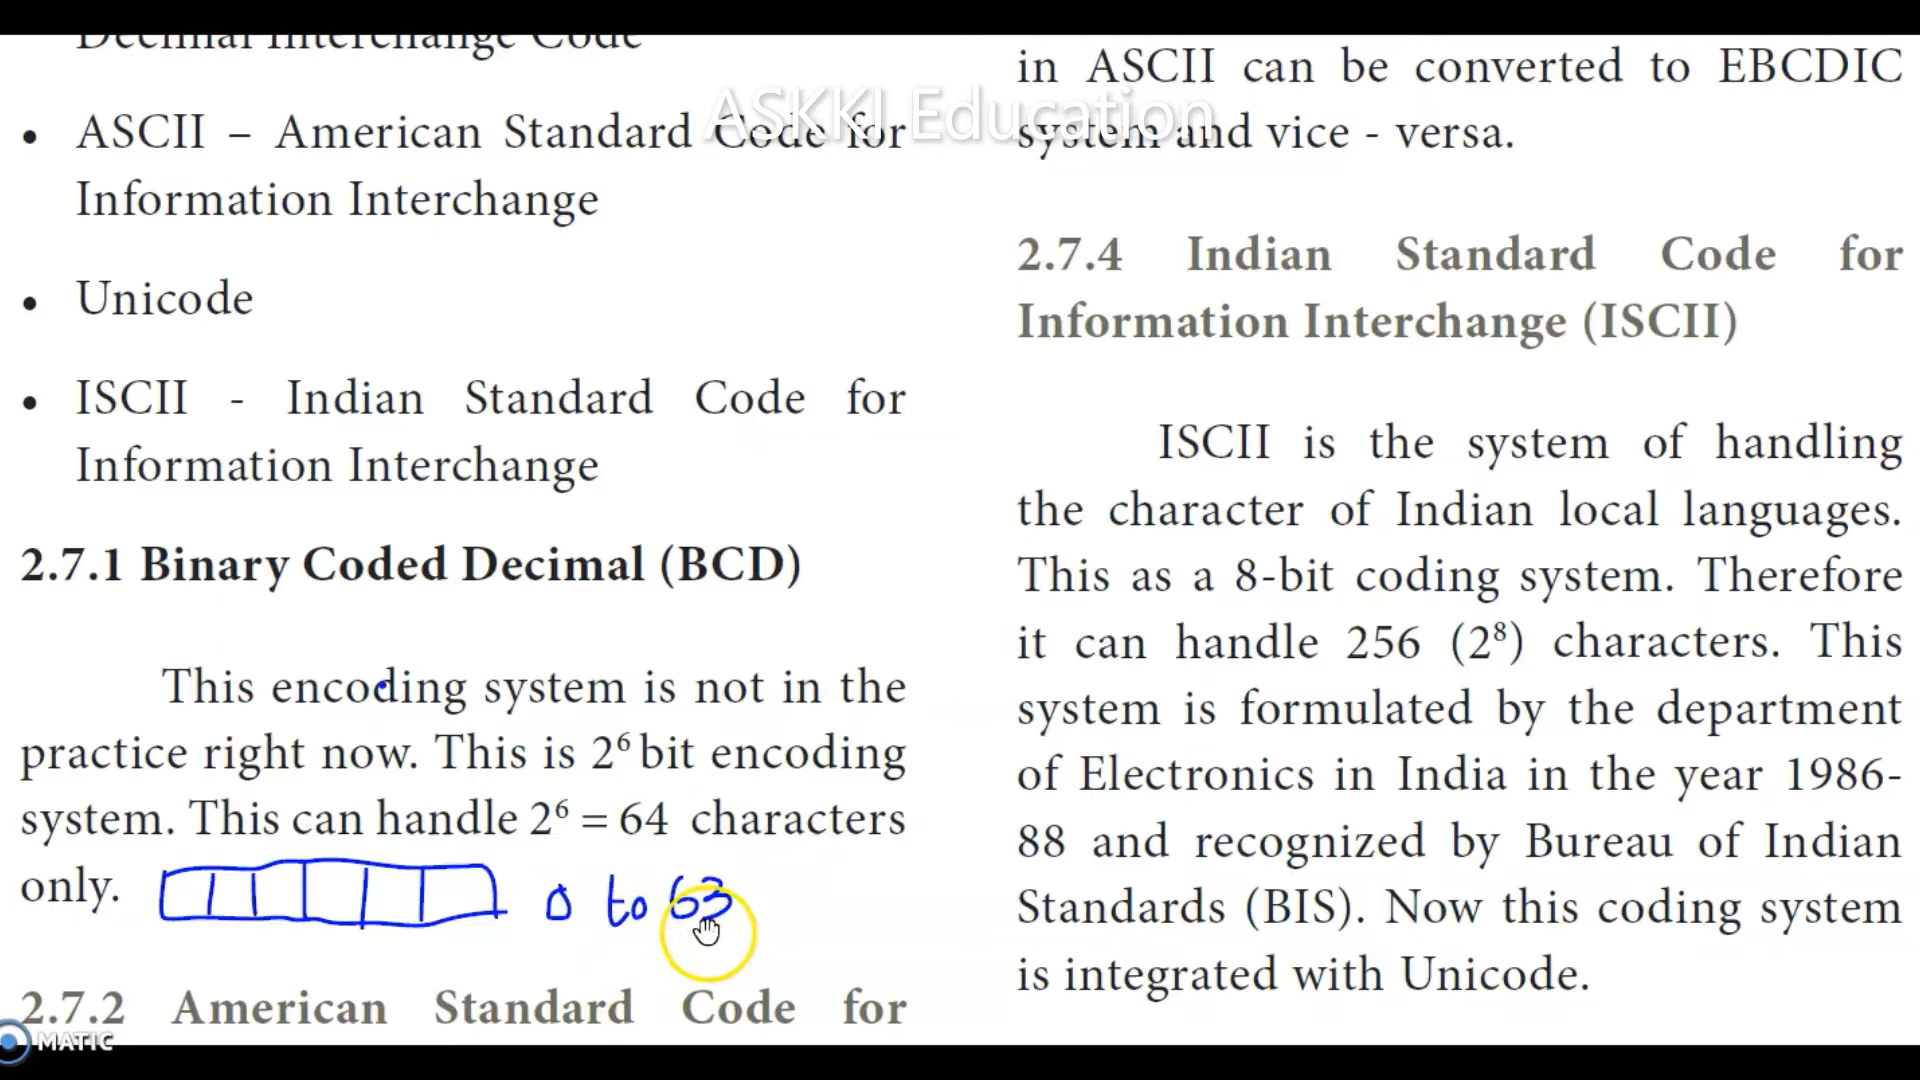 Decimal Interchange Code
• ASCII – American Standard Code for
Information Interchange
• Unicode
• ISCII - Indian Standard Code for
Information Interchange
2.7.1 Binary Coded Decimal (BCD)
This encoding system is not in the
practice right now. This is 2⁶ bit encoding
system. This can handle 2⁶ = 64 characters
only.
0 to 63
2.7.2 American Standard Code for
in ASCII can be converted to EBCDIC
system and vice - versa.
2.7.4 Indian Standard Code for
Information Interchange (ISCII)
ISCII is the system of handling
the character of Indian local languages.
This as a 8-bit coding system. Therefore
it can handle 256 (2⁸) characters. This
system is formulated by the department
of Electronics in India in the year 1986-
88 and recognized by Bureau of Indian
Standards (BIS). Now this coding system
is integrated with Unicode.
ASKKI Education
MATIC